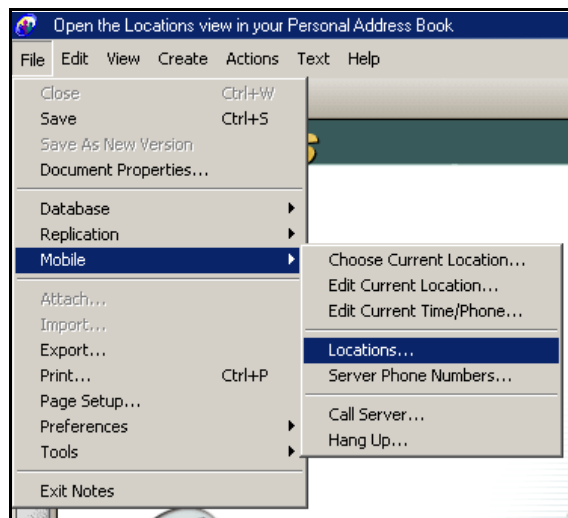 Open the Locations view in your Personal Address Book
File Edit View Create Actions Text Help
Close Ctrl+W
Save Ctrl+S
Save As New Version
Document Properties...
Database
Replication
Mobile
Attach...
Import...
Export...
Print... Ctrl+P
Page Setup...
Preferences
Tools
Exit Notes
Choose Current Location...
Edit Current Location...
Edit Current Time/Phone...
Locations...
Server Phone Numbers...
Call Server...
Hang Up...